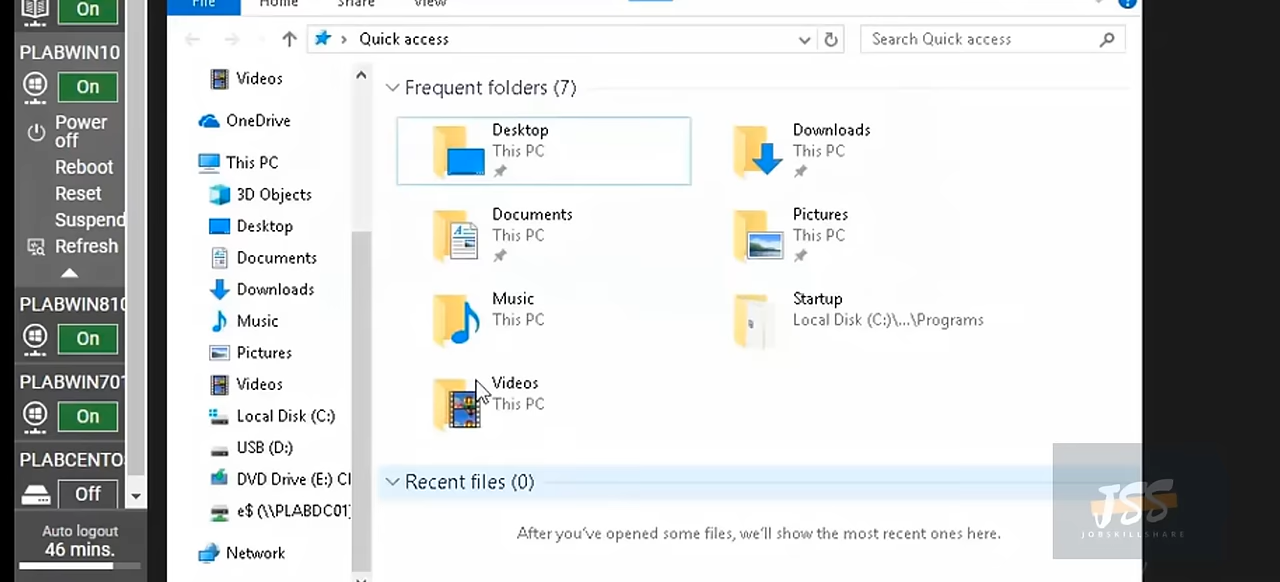 On
PLABWIN10
On
Power
off
Reboot
Reset
Suspend
Refresh
PLABWIN810
On
PLABWIN701
On
PLABCENTO
Off
Auto logout
46 mins.
File
Home
Share
View
Quick access
Search Quick access
Videos
OneDrive
This PC
3D Objects
Desktop
Documents
Downloads
Music
Pictures
Videos
Local Disk (C:)
USB (D:)
DVD Drive (E:) C
e$ (\\PLABDC01)
Network
Frequent folders (7)
Desktop
This PC
Downloads
This PC
Documents
This PC
Pictures
This PC
Music
This PC
Startup
Local Disk (C:)\...\Programs
Videos
This PC
Recent files (0)
After you've opened some files, we'll show the most recent ones here.
JSS
JOBSKILLSHARE